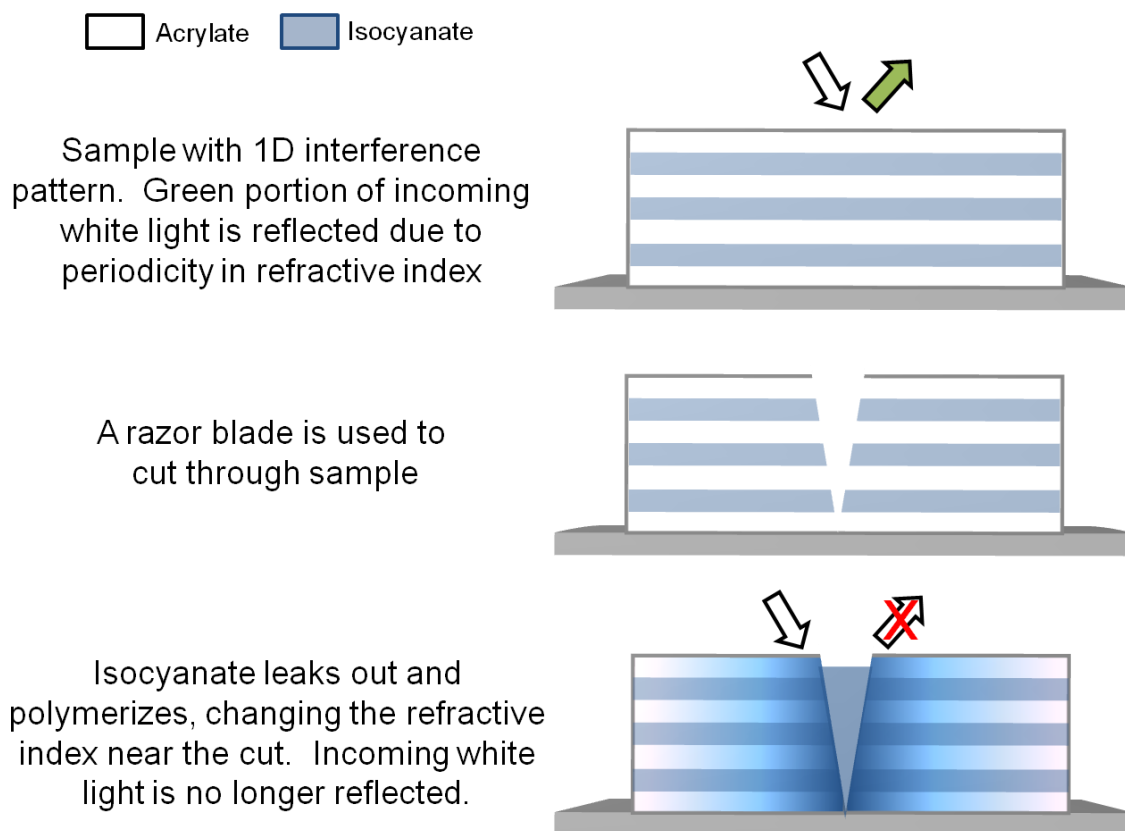 Acrylate
Isocyanate
Sample with 1D interference
pattern. Green portion of incoming
white light is reflected due to
periodicity in refractive index
A razor blade is used to
cut through sample
Isocyanate leaks out and
polymerizes, changing the refractive
index near the cut. Incoming white
light is no longer reflected.